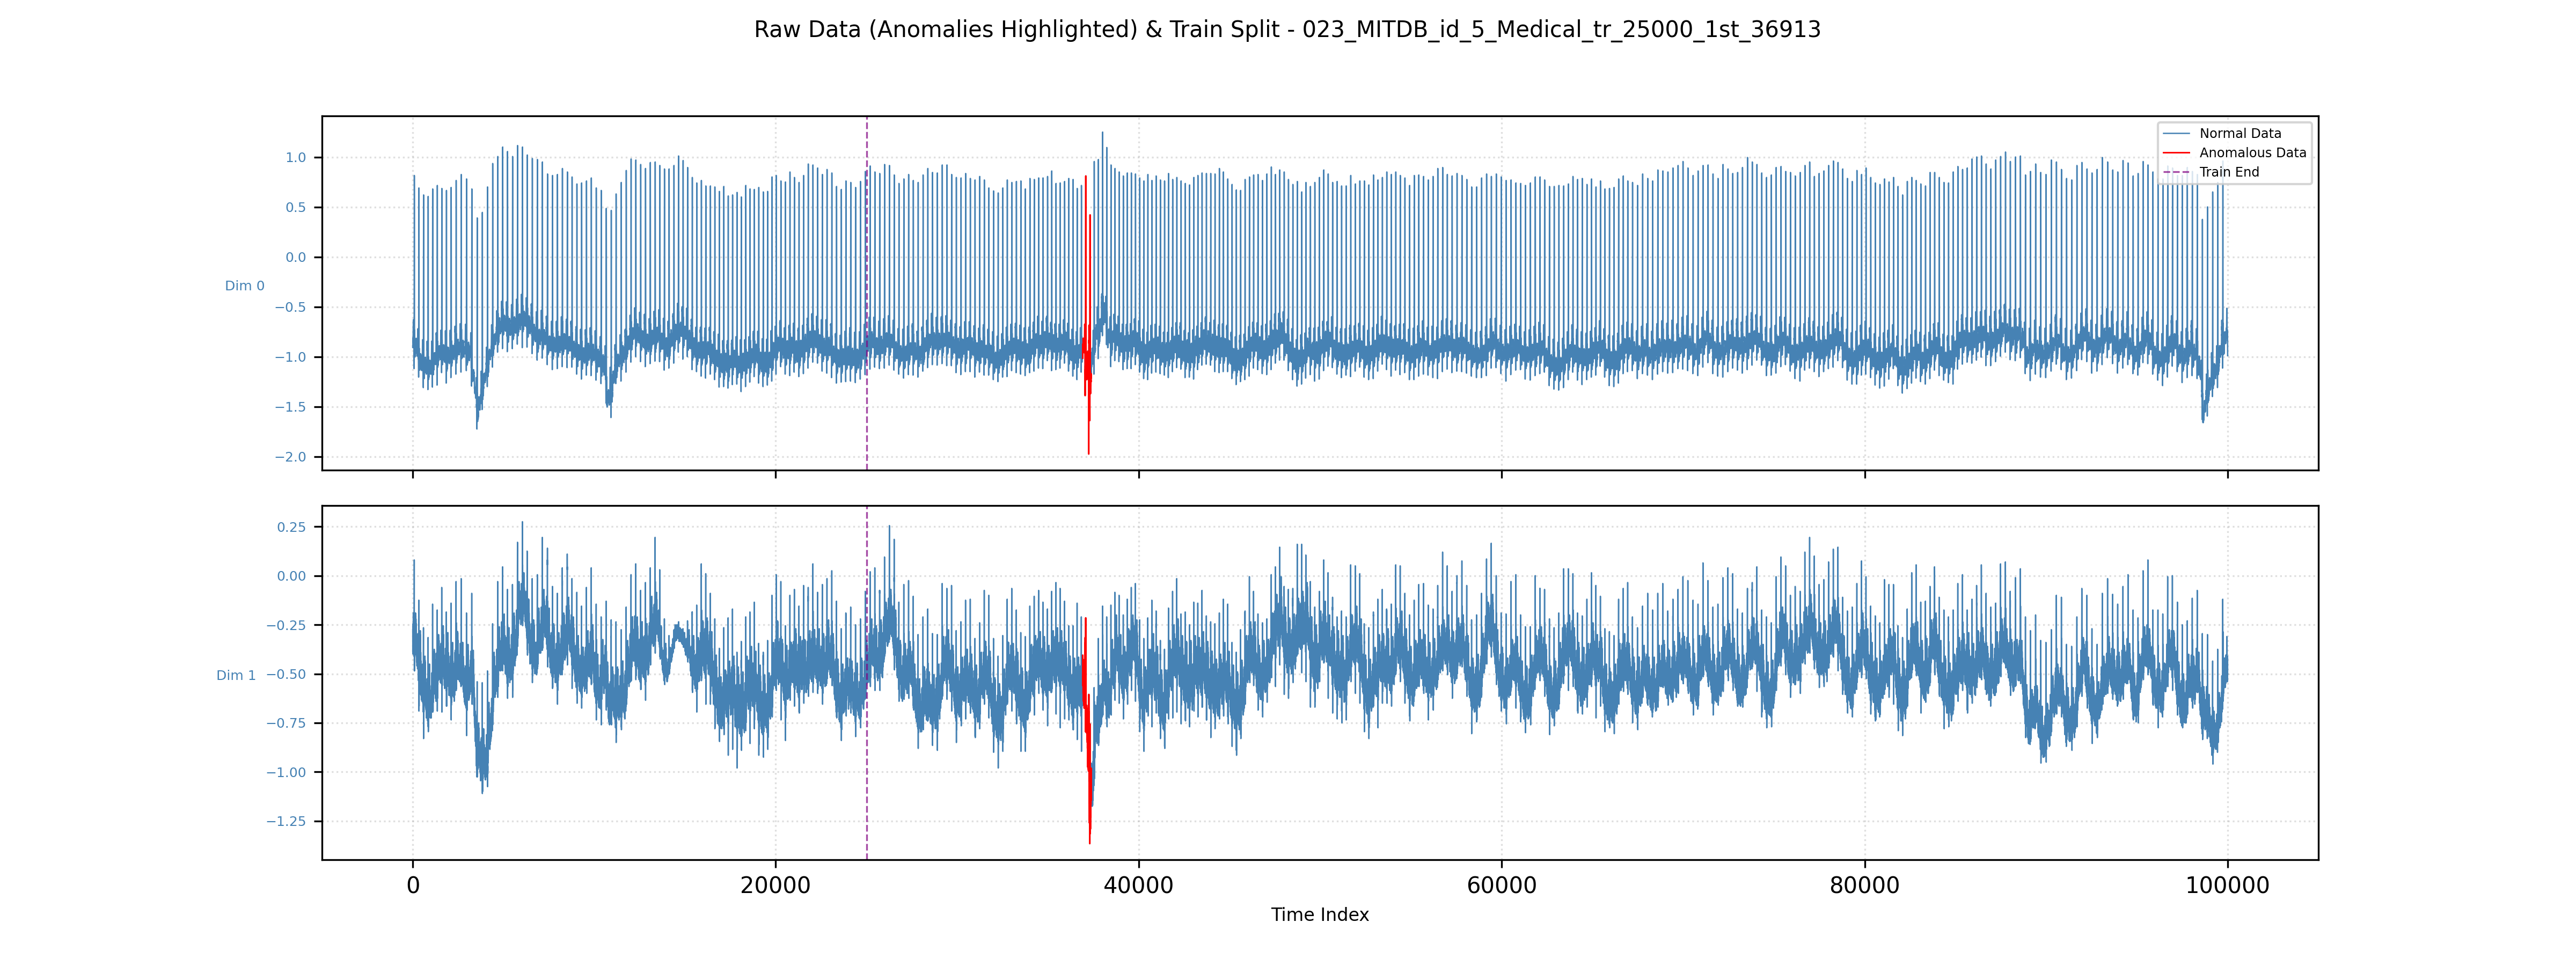 Raw Data (Anomalies Highlighted) & Train Split - 023_MITDB_id_5_Medical_tr_25000_1st_36913
Normal Data
Anomalous Data
Train End
1.0
0.5
0.0
−0.5
−1.0
−1.5
−2.0
Dim 0
0.25
0.00
−0.25
−0.50
−0.75
−1.00
−1.25
Dim 1
0 20000 40000 60000 80000 100000
Time Index